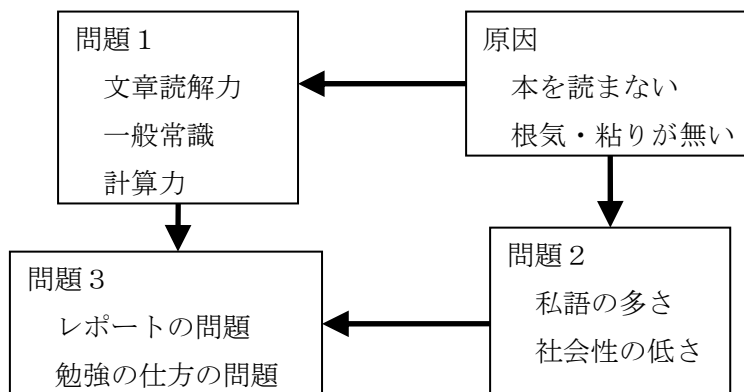 問題１
文章読解力
一般常識
計算力
原因
本を読まない
根気・粘りが無い
問題３
レポートの問題
勉強の仕方の問題
問題２
私語の多さ
社会性の低さ